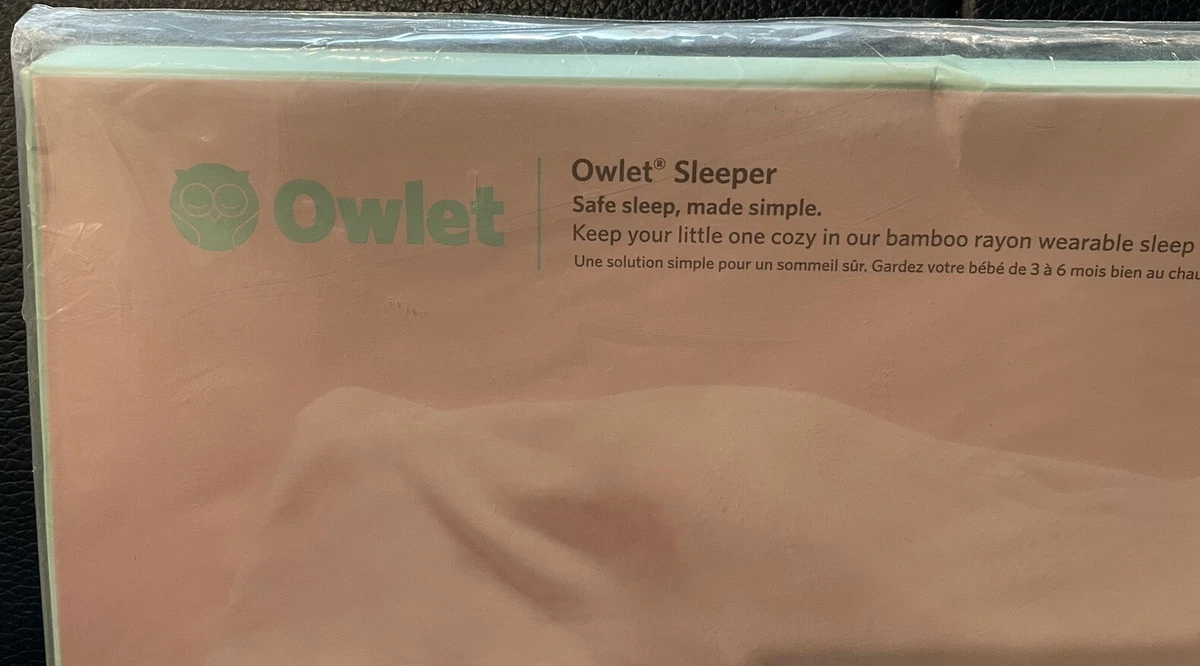 Owlet
Owlet® Sleeper
Safe sleep, made simple.
Keep your little one cozy in our bamboo rayon wearable sleep
Une solution simple pour un sommeil sûr. Gardez votre bébé de 3 à 6 mois bien au